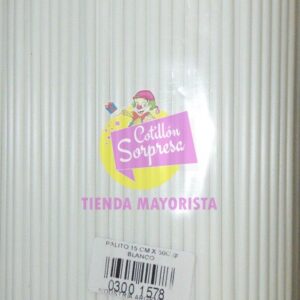 Cotillón
Sorpresa
TIENDA MAYORISTA
PALITO 15 CM X 500
BLANCO
0300 1578